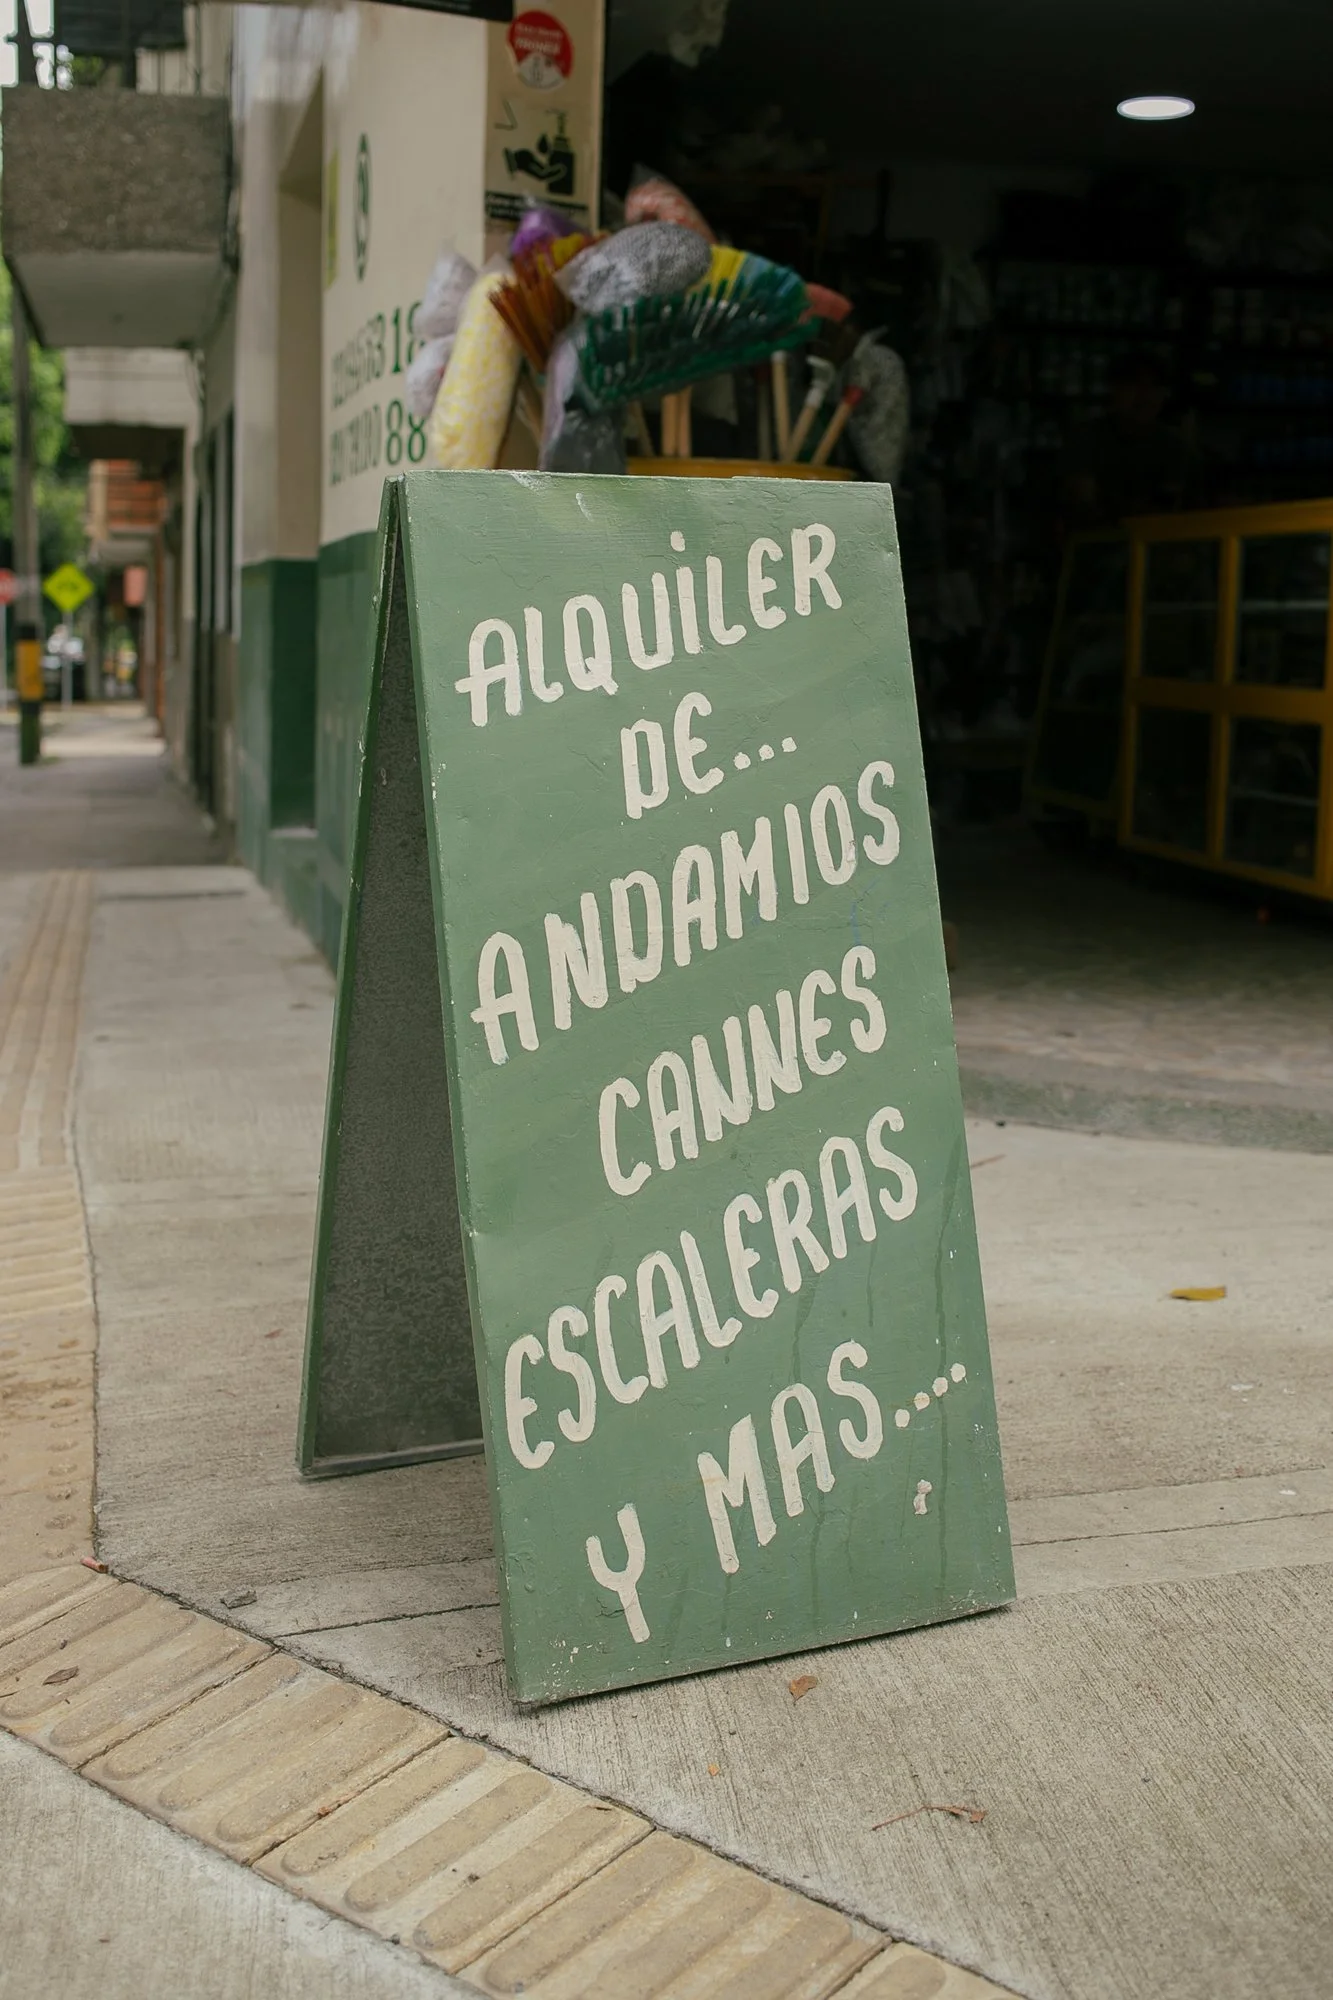 ALQUiLER
DE...
ANDAMIOS
CANNES
ESCALERAS
Y MAS....